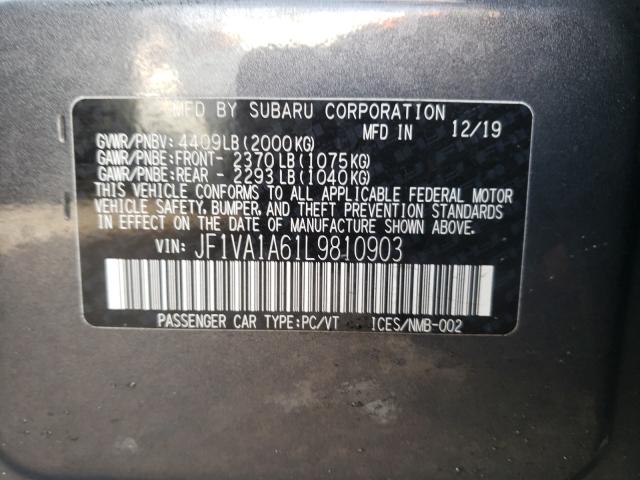 MFD BY SUBARU CORPORATION
MFD IN 12/19
GVWR/PNBV: 4409LB(2000KG)
GAWR/PNBE:FRONT- 2370LB(1075KG)
GAWR/PNBE:REAR - 2293LB(1040KG)
THIS VEHICLE CONFORMS TO ALL APPLICABLE FEDERAL MOTOR
VEHICLE SAFETY, BUMPER, AND THEFT PREVENTION STANDARDS
IN EFFECT ON THE DATE OF MANUFACTURE SHOWN ABOVE
VIN: JF1VA1A61L9810903
PASSENGER CAR TYPE:PC/VT ICES/NMB-002